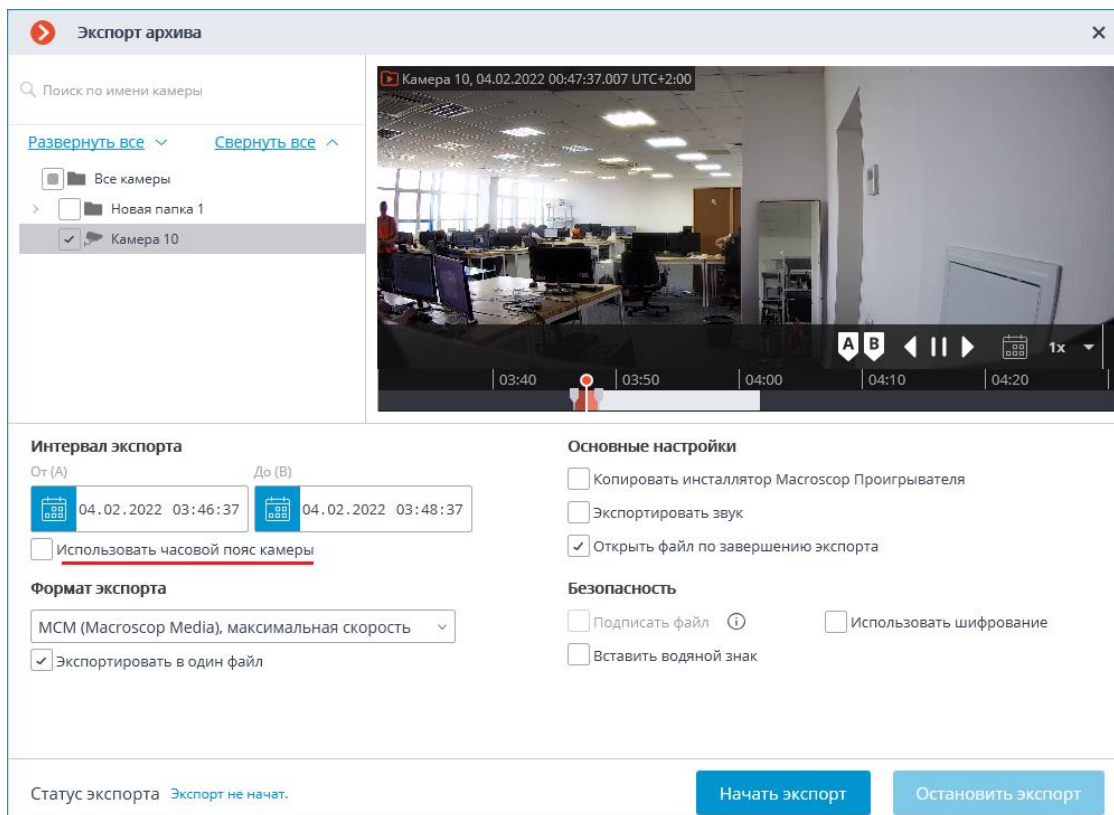 Экспорт архива
Поиск по имени камеры
Развернуть все Свернуть все
Все камеры
Новая папка 1
Камера 10
Камера 10, 04.02.2022 00:47:37.007 UTC+2:00
A B 1x
03:40 03:50 04:00 04:10 04:20
Интервал экспорта
От (A) До (B)
04.02.2022 03:46:37 04.02.2022 03:48:37
Использовать часовой пояс камеры
Формат экспорта
MCM (Macroscop Media), максимальная скорость
Экспортировать в один файл
Основные настройки
Копировать инсталлятор Macroscop Проигрывателя
Экспортировать звук
Открыть файл по завершению экспорта
Безопасность
Подписать файл Использовать шифрование
Вставить водяной знак
Статус экспорта Экспорт не начат. Начать экспорт Остановить экспорт